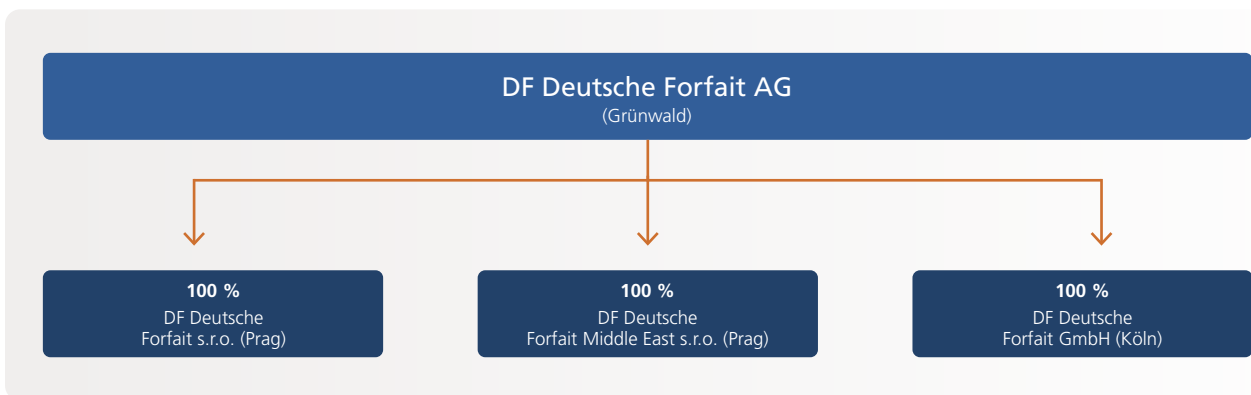 DF Deutsche Forfait AG
(Grünwald)
100 %
DF Deutsche
Forfait s.r.o. (Prag)
100 %
DF Deutsche
Forfait Middle East s.r.o. (Prag)
100 %
DF Deutsche
Forfait GmbH (Köln)